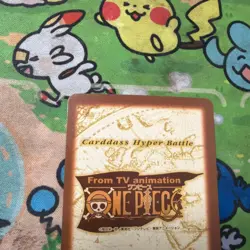 Carddass Hyper Battle
From TV animation
ワンピース
ONE PIECE